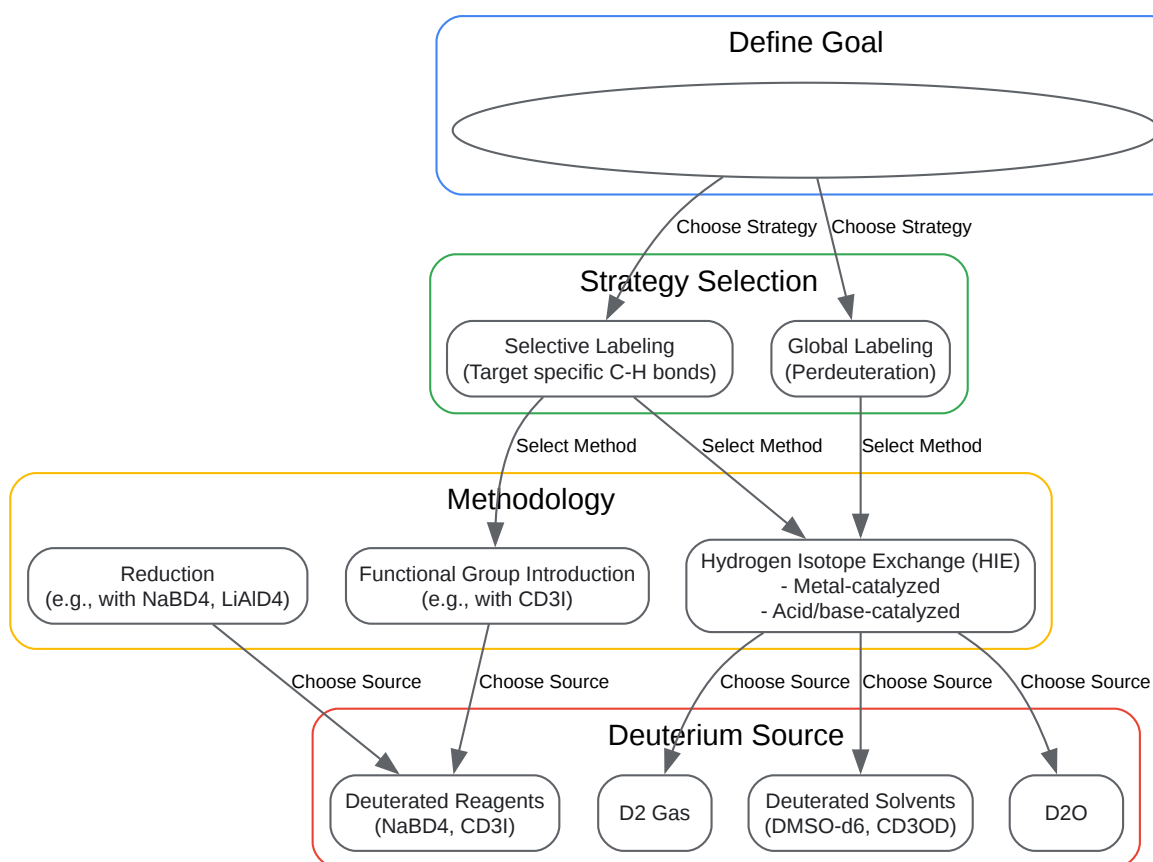 Define Goal
Choose Strategy
Choose Strategy
Strategy Selection
Selective Labeling
(Target specific C-H bonds)
Global Labeling
(Perdeuteration)
Select Method
Select Method
Select Method
Methodology
Reduction
(e.g., with NaBD4, LiAlD4)
Functional Group Introduction
(e.g., with CD3I)
Hydrogen Isotope Exchange (HIE)
- Metal-catalyzed
- Acid/base-catalyzed
Choose Source
Choose Source
Choose Source
Choose Source
Choose Source
Deuterium Source
Deuterated Reagents
(NaBD4, CD3I)
D2 Gas
Deuterated Solvents
(DMSO-d6, CD3OD)
D2O